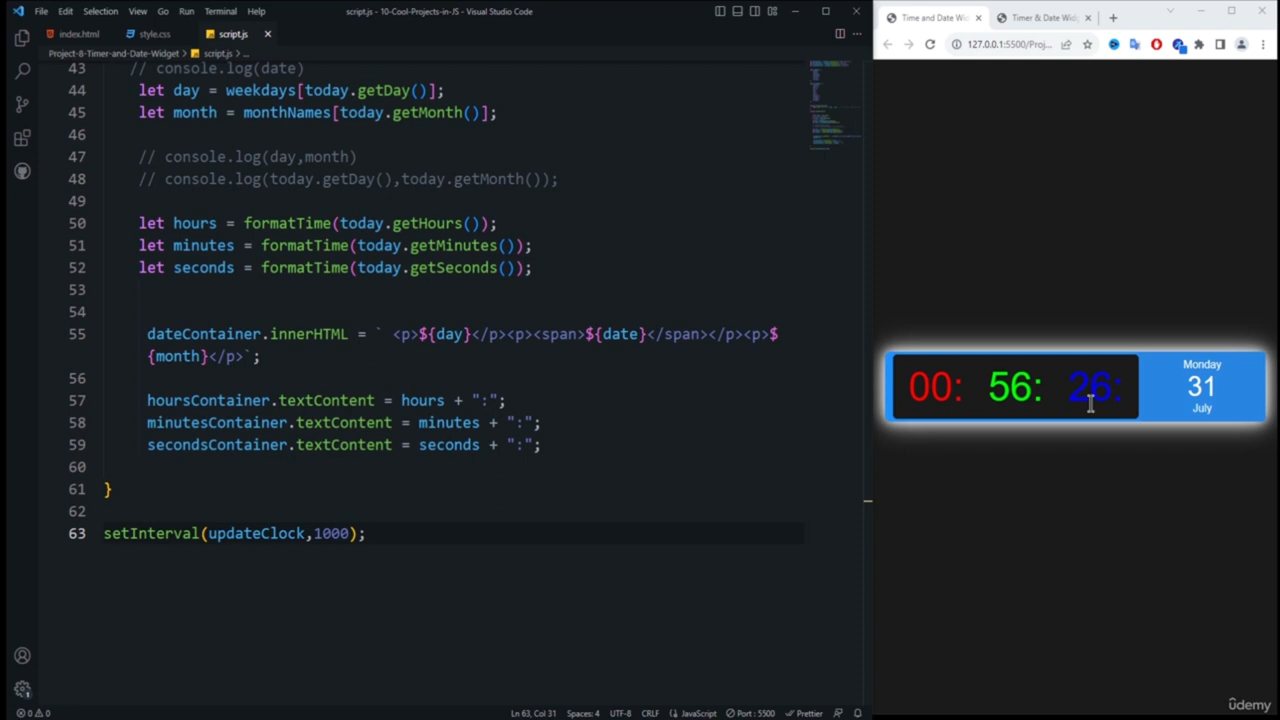 File Edit Selection View Go Run Terminal Help
script.js - 10-Cool-Projects-in-JS - Visual Studio Code
index.html style.css script.js
Project-8-Timer-and-Date-Widget > script.js > ...
43 // console.log(date)
44 let day = weekdays[today.getDay()];
45 let month = monthNames[today.getMonth()];
46
47 // console.log(day,month)
48 // console.log(today.getDay(),today.getMonth());
49
50 let hours = formatTime(today.getHours());
51 let minutes = formatTime(today.getMinutes());
52 let seconds = formatTime(today.getSeconds());
53
54
55 dateContainer.innerHTML = ` <p>${day}</p><p><span>${date}</span></p><p>$
{month}</p>`;
56
57 hoursContainer.textContent = hours + ":";
58 minutesContainer.textContent = minutes + ":";
59 secondsContainer.textContent = seconds + ":";
60
61 }
62
63 setInterval(updateClock,1000);
0 0 Ln 63, Col 31 Spaces: 4 UTF-8 CRLF JavaScript Port : 5500 Prettier
Time and Date Wi Timer & Date Widg
127.0.0.1:5500/Proj...
00: 56: 26:
Monday
31
July
ûdemy